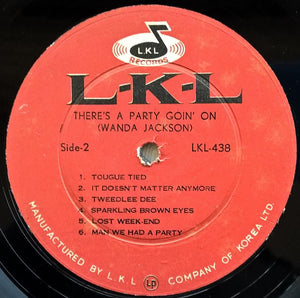 L.K.L
RECORDS
L-K-L
THERE'S A PARTY GOIN' ON
(WANDA JACKSON)
Side-2 LKL-438
1. TOUGUE TIED
2. IT DOESN'T MATTER ANYMORE
3. TWEEDLEE DEE
4. SPARKLING BROWN EYES
5. LOST WEEK-END
6. MAN WE HAD A PARTY
MANUFACTURED BY L.K.L LP COMPANY OF KOREA LTD.